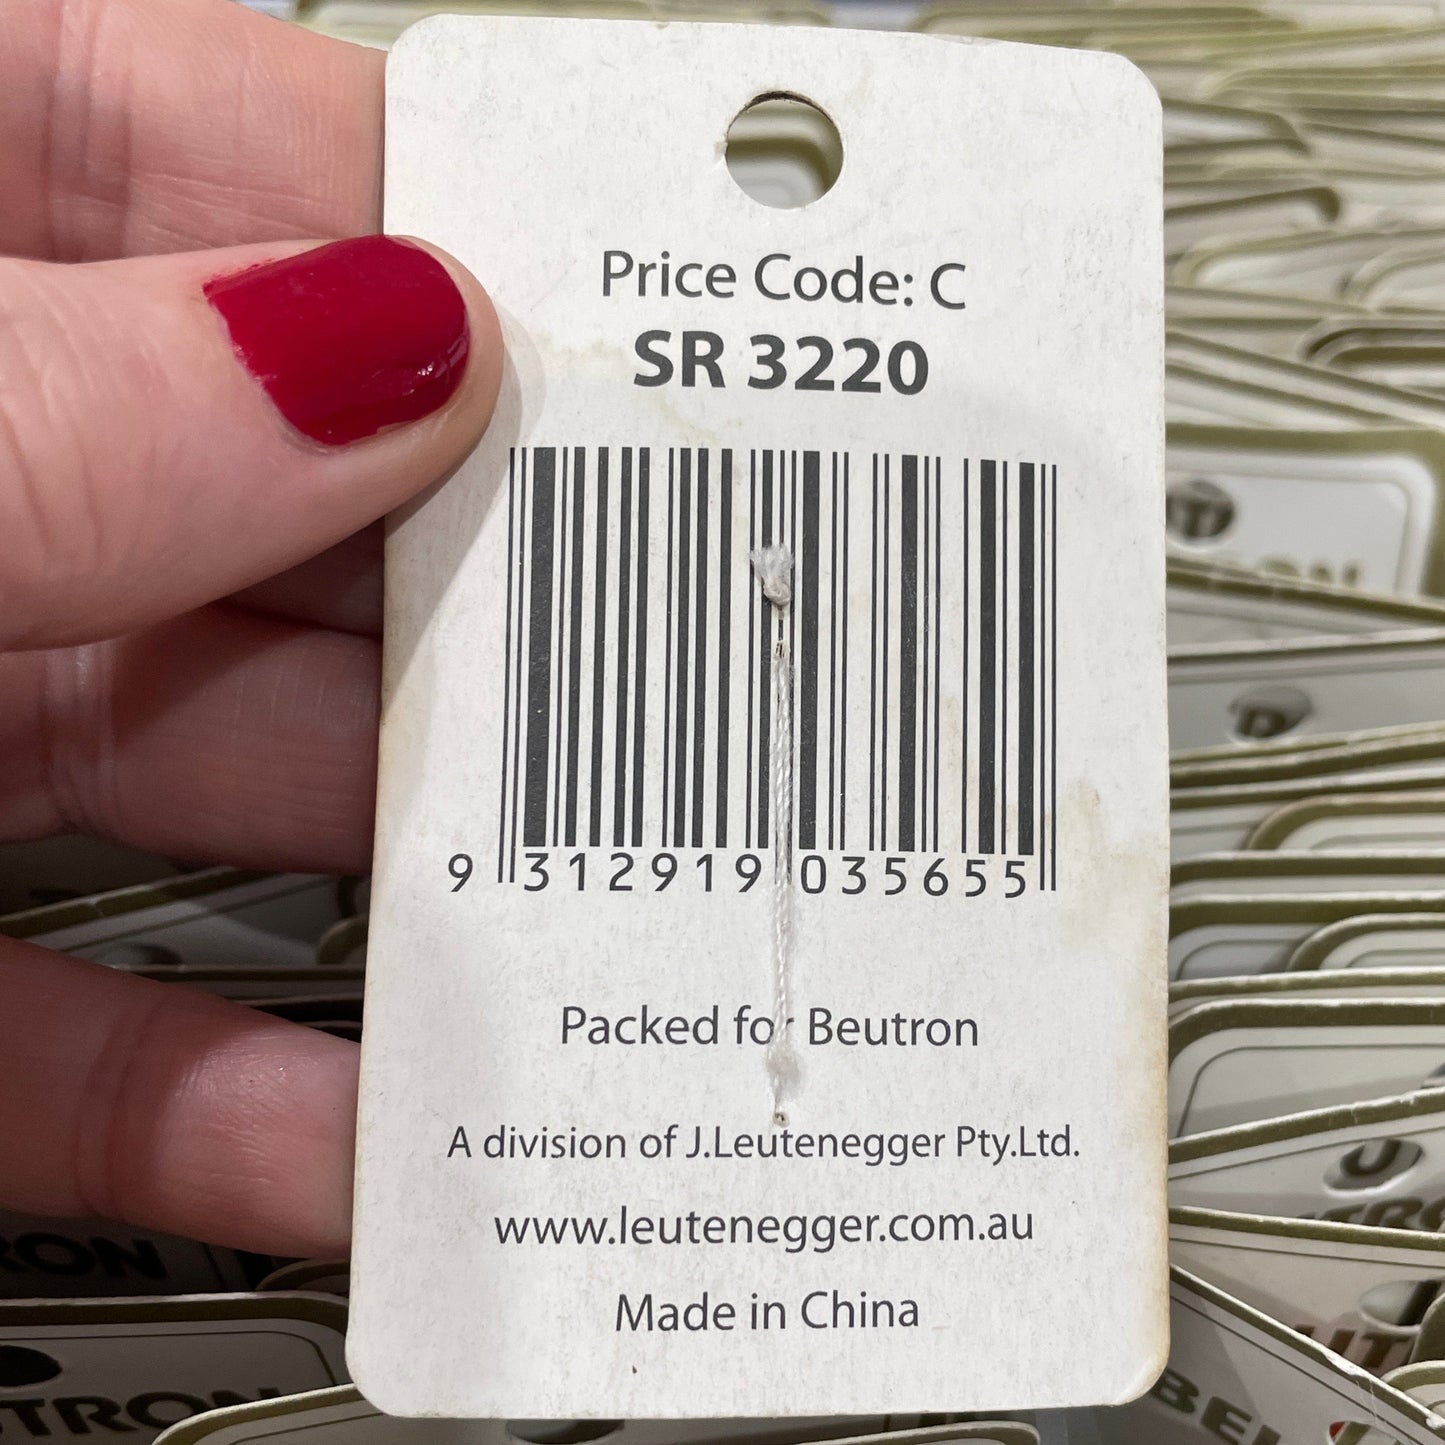 Price Code: C
SR 3220
9 312919 035655
Packed for Beutron
A division of J.Leutenegger Pty.Ltd.
www.leutenegger.com.au
Made in China